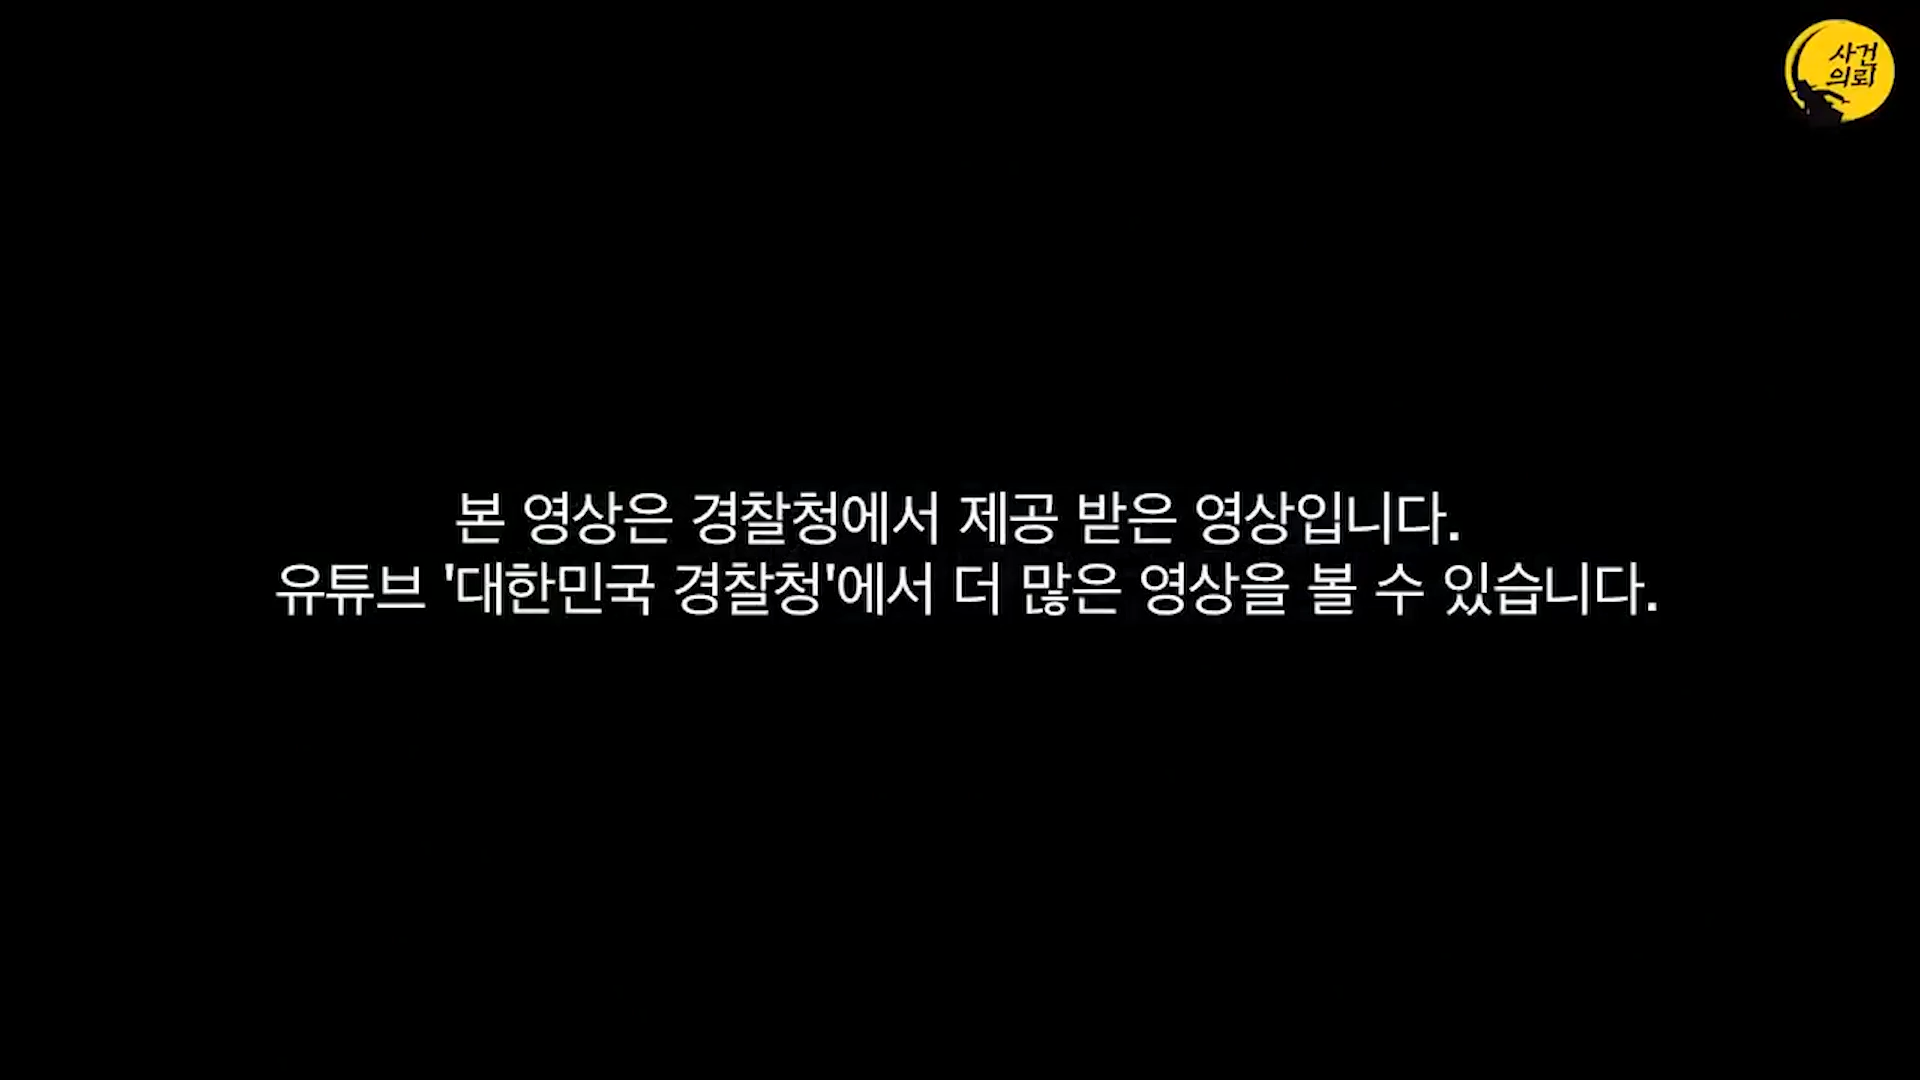 사건
의뢰
본 영상은 경찰청에서 제공 받은 영상입니다.
유튜브 '대한민국 경찰청'에서 더 많은 영상을 볼 수 있습니다.